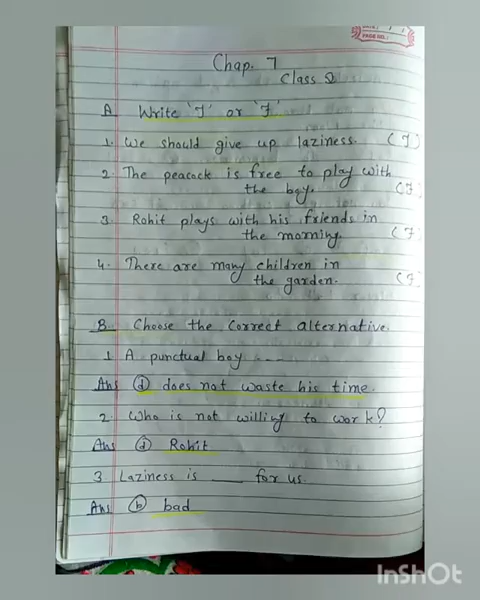 PAGE NO.:
Chap. 7
Class 2
A Write 'T' or 'F'
1. We should give up laziness. (T)
2. The peacock is free to play with
the boy. (F)
3. Rohit plays with his friends in
the morning. (F)
4. There are many children in
the garden. (F)
B. Choose the correct alternative.
1. A punctual boy ---
Ans (d) does not waste his time.
2. Who is not willing to work?
Ans (a) Rohit
3 Laziness is ___ for us.
Ans (b) bad
InShOt